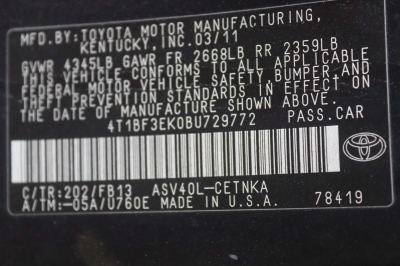 MFD.BY:TOYOTA MOTOR MANUFACTURING,
KENTUCKY,INC.03/11
GVWR 4345LB GAWR FR 2668LB RR 2359LB
THIS VEHICLE CONFORMS TO ALL APPLICABLE
FEDERAL MOTOR VEHICLE SAFETY, BUMPER, AND
THEFT PREVENTION STANDARDS IN EFFECT ON
THE DATE OF MANUFACTURE SHOWN ABOVE.
4T1BF3EK0BU729772 PASS.CAR
C/TR:202/FB13 ASV40L-CETNKA
A/TM:-05A/U760E MADE IN U.S.A. 78419